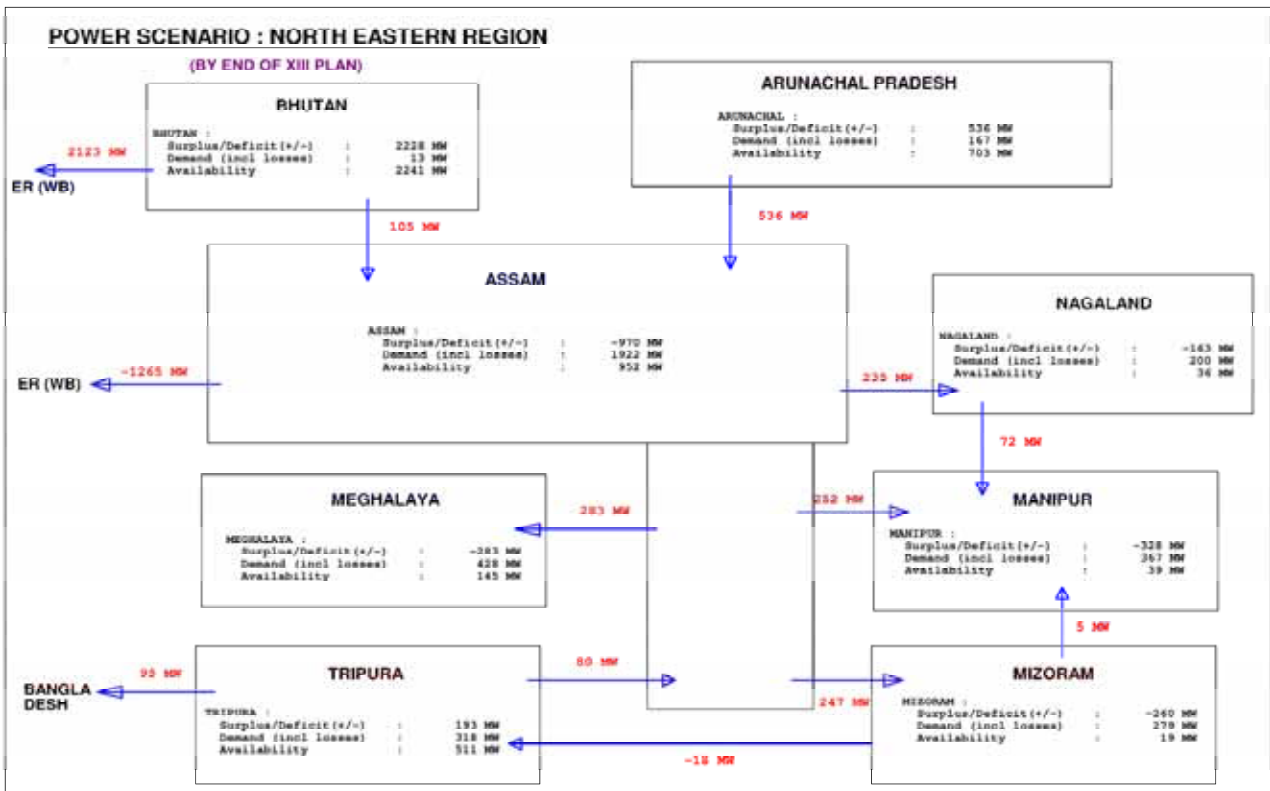 POWER SCENARIO : NORTH EASTERN REGION
(BY END OF XIII PLAN)
BHUTAN
BHUTAN :
Surplus/Deficit(+/-) : 2228 MW
Demand (incl losses) : 13 MW
Availability : 2241 MW
2123 MW
ER (WB)
105 MW
ARUNACHAL PRADESH
ARUNACHAL :
Surplus/Deficit(+/-) : 536 MW
Demand (incl losses) : 167 MW
Availability : 703 MW
536 MW
ASSAM
ASSAM :
Surplus/Deficit(+/-) : -970 MW
Demand (incl losses) : 1922 MW
Availability : 952 MW
-1265 MW
ER (WB)
235 MW
NAGALAND
NAGALAND :
Surplus/Deficit(+/-) : -163 MW
Demand (incl losses) : 200 MW
Availability : 36 MW
72 MW
MEGHALAYA
MEGHALAYA :
Surplus/Deficit(+/-) : -283 MW
Demand (incl losses) : 428 MW
Availability : 145 MW
283 MW
252 MW
MANIPUR
MANIPUR :
Surplus/Deficit(+/-) : -328 MW
Demand (incl losses) : 367 MW
Availability : 39 MW
5 MW
TRIPURA
TRIPURA :
Surplus/Deficit(+/-) : 193 MW
Demand (incl losses) : 318 MW
Availability : 511 MW
95 MW
BANGLA
DESH
80 MW
247 MW
-18 MW
MIZORAM
MIZORAM :
Surplus/Deficit(+/-) : -260 MW
Demand (incl losses) : 279 MW
Availability : 19 MW